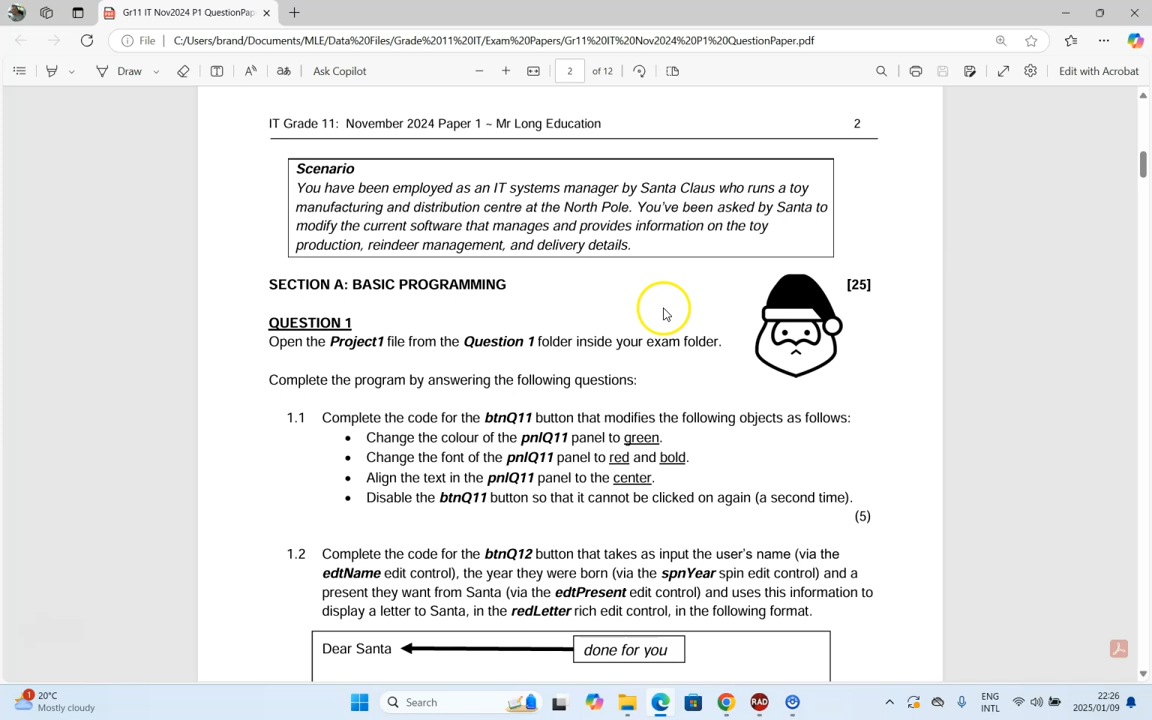 Gr11 IT Nov2024 P1 QuestionPap
File
C:/Users/brand/Documents/MLE/Data%20Files/Grade%2011%20IT/Exam%20Papers/Gr11%20IT%20Nov2024%20P1%20QuestionPaper.pdf
Draw
Ask Copilot
2
of 12
Edit with Acrobat
IT Grade 11: November 2024 Paper 1 ~ Mr Long Education 2
Scenario
You have been employed as an IT systems manager by Santa Claus who runs a toy
manufacturing and distribution centre at the North Pole. You've been asked by Santa to
modify the current software that manages and provides information on the toy
production, reindeer management, and delivery details.
SECTION A: BASIC PROGRAMMING [25]
QUESTION 1
Open the Project1 file from the Question 1 folder inside your exam folder.
Complete the program by answering the following questions:
1.1 Complete the code for the btnQ11 button that modifies the following objects as follows:
• Change the colour of the pnlQ11 panel to green.
• Change the font of the pnlQ11 panel to red and bold.
• Align the text in the pnlQ11 panel to the center.
• Disable the btnQ11 button so that it cannot be clicked on again (a second time).
(5)
1.2 Complete the code for the btnQ12 button that takes as input the user's name (via the
edtName edit control), the year they were born (via the spnYear spin edit control) and a
present they want from Santa (via the edtPresent edit control) and uses this information to
display a letter to Santa, in the redLetter rich edit control, in the following format.
Dear Santa
done for you
1
20°C
Mostly cloudy
Search
RAD
ENG
INTL
22:26
2025/01/09